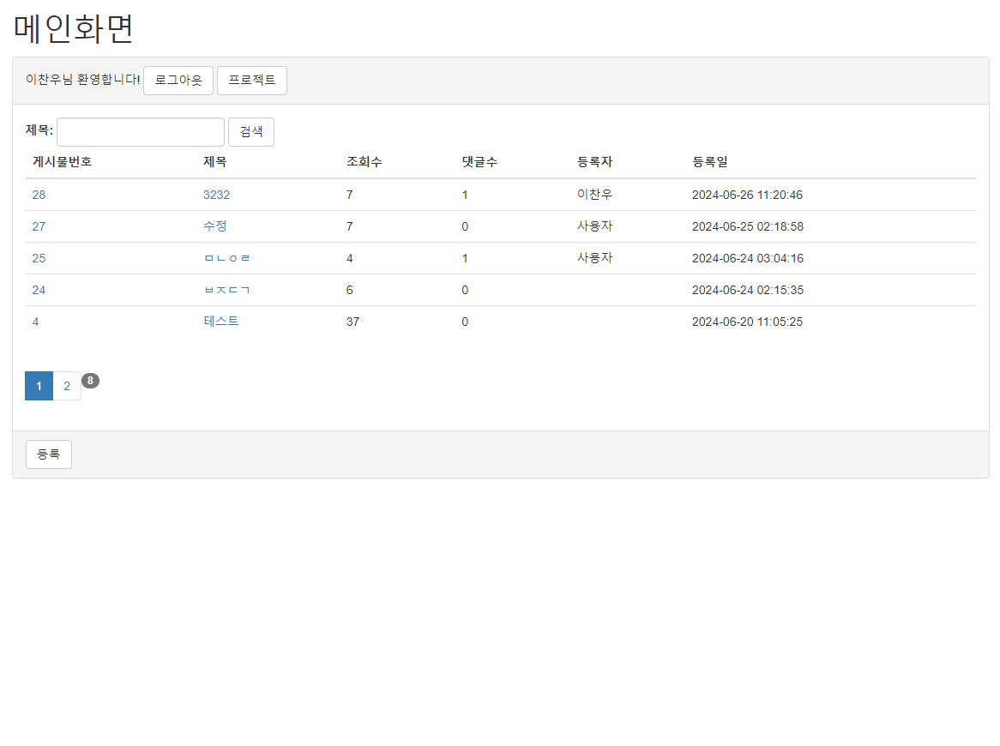 메인화면
이찬우님 환영합니다! 로그아웃 프로젝트
제목: 검색
게시물번호 제목 조회수 댓글수 등록자 등록일
28 3232 7 1 이찬우 2024-06-26 11:20:46
27 수정 7 0 사용자 2024-06-25 02:18:58
25 ㅁㄴㅇㄹ 4 1 사용자 2024-06-24 03:04:16
24 ㅂㅈㄷㄱ 6 0 2024-06-24 02:15:35
4 테스트 37 0 2024-06-20 11:05:25
1 2 8
등록